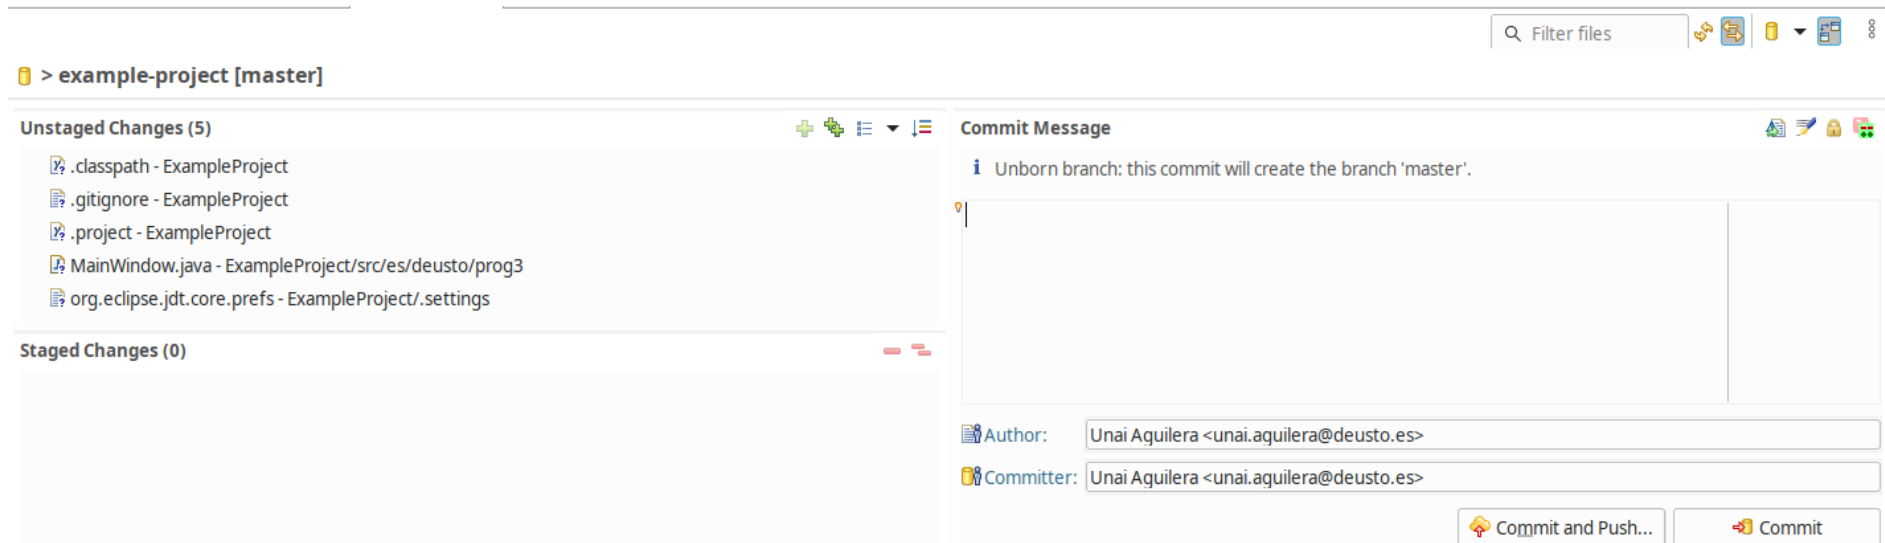 Filter files
> example-project [master]
Unstaged Changes (5)
.classpath - ExampleProject
.gitignore - ExampleProject
.project - ExampleProject
MainWindow.java - ExampleProject/src/es/deusto/prog3
org.eclipse.jdt.core.prefs - ExampleProject/.settings
Staged Changes (0)
Commit Message
Unborn branch: this commit will create the branch 'master'.
Author: Unai Aguilera <unai.aguilera@deusto.es>
Committer: Unai Aguilera <unai.aguilera@deusto.es>
Commit and Push... Commit